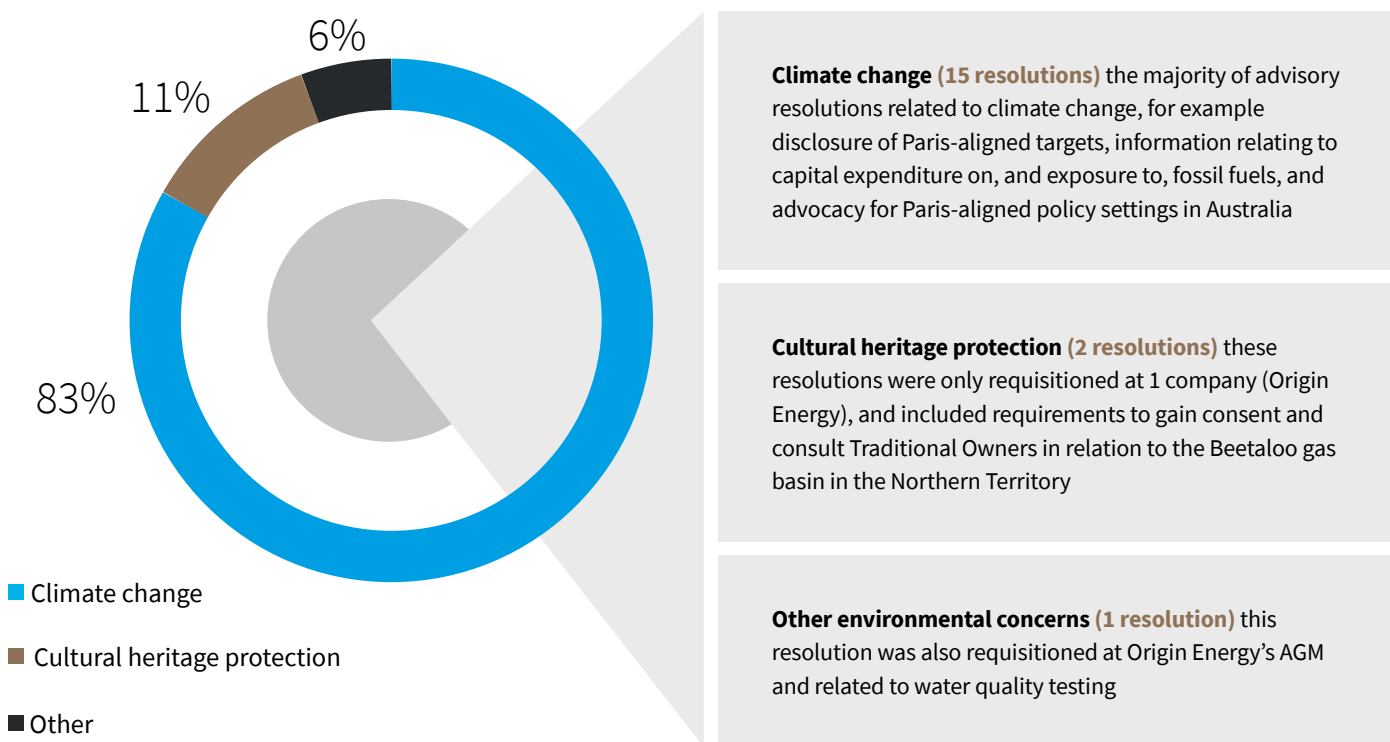 6%
11%
83%
Climate change
Cultural heritage protection
Other
Climate change (15 resolutions) the majority of advisory
resolutions related to climate change, for example
disclosure of Paris-aligned targets, information relating to
capital expenditure on, and exposure to, fossil fuels, and
advocacy for Paris-aligned policy settings in Australia
Cultural heritage protection (2 resolutions) these
resolutions were only requisitioned at 1 company (Origin
Energy), and included requirements to gain consent and
consult Traditional Owners in relation to the Beetaloo gas
basin in the Northern Territory
Other environmental concerns (1 resolution) this
resolution was also requisitioned at Origin Energy’s AGM
and related to water quality testing